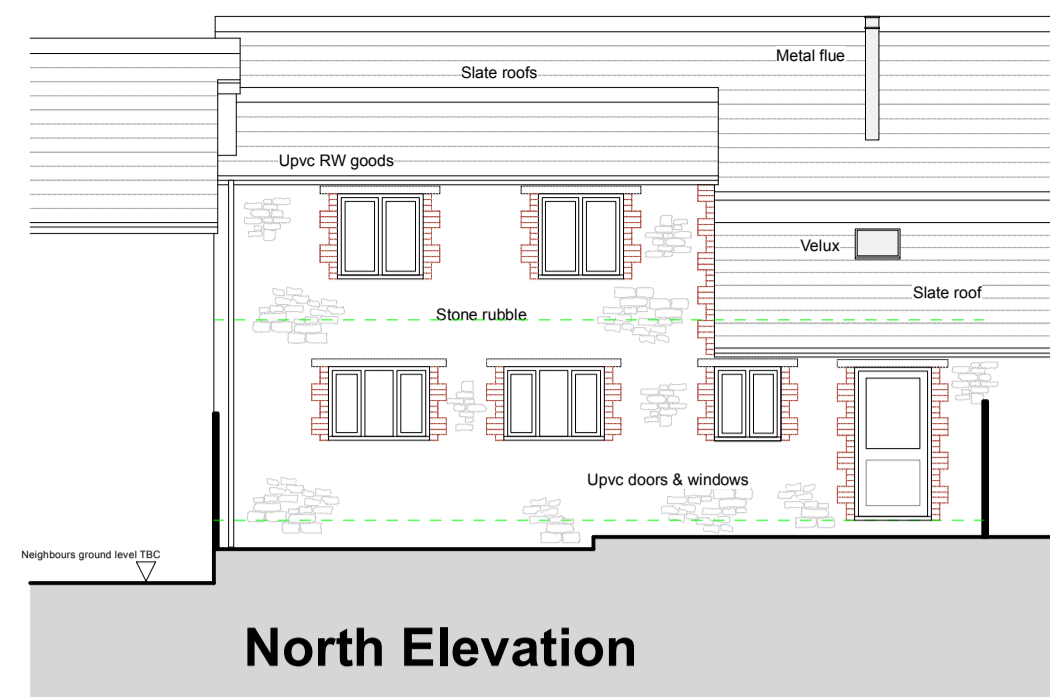 Metal flue
Slate roofs
Upvc RW goods
Velux
Slate roof
Stone rubble
Upvc doors & windows
Neighbours ground level TBC
North Elevation